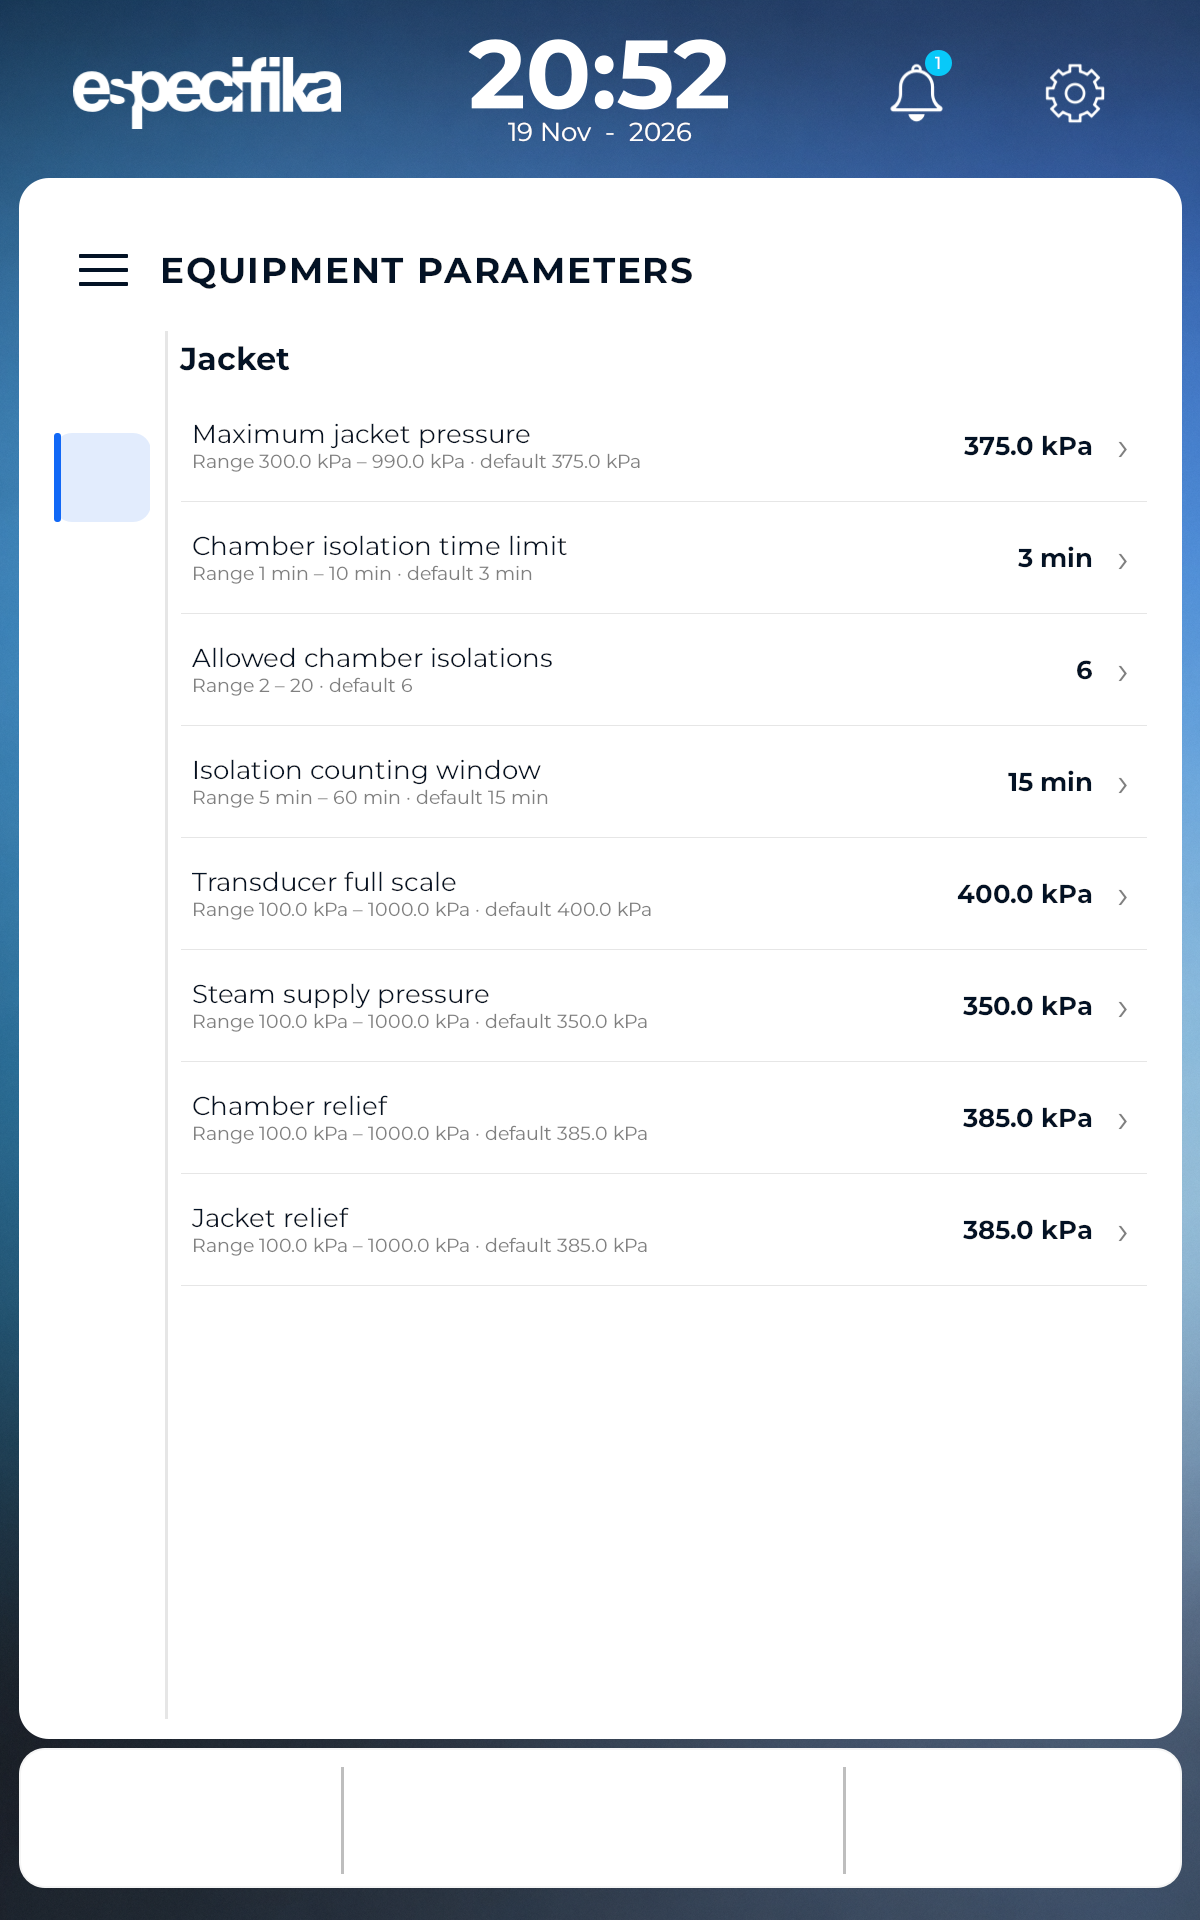 especifika
20:52
19 Nov - 2026
1
EQUIPMENT PARAMETERS
Jacket
Maximum jacket pressure
Range 300.0 kPa – 990.0 kPa · default 375.0 kPa
375.0 kPa ›
Chamber isolation time limit
Range 1 min – 10 min · default 3 min
3 min ›
Allowed chamber isolations
Range 2 – 20 · default 6
6 ›
Isolation counting window
Range 5 min – 60 min · default 15 min
15 min ›
Transducer full scale
Range 100.0 kPa – 1000.0 kPa · default 400.0 kPa
400.0 kPa ›
Steam supply pressure
Range 100.0 kPa – 1000.0 kPa · default 350.0 kPa
350.0 kPa ›
Chamber relief
Range 100.0 kPa – 1000.0 kPa · default 385.0 kPa
385.0 kPa ›
Jacket relief
Range 100.0 kPa – 1000.0 kPa · default 385.0 kPa
385.0 kPa ›